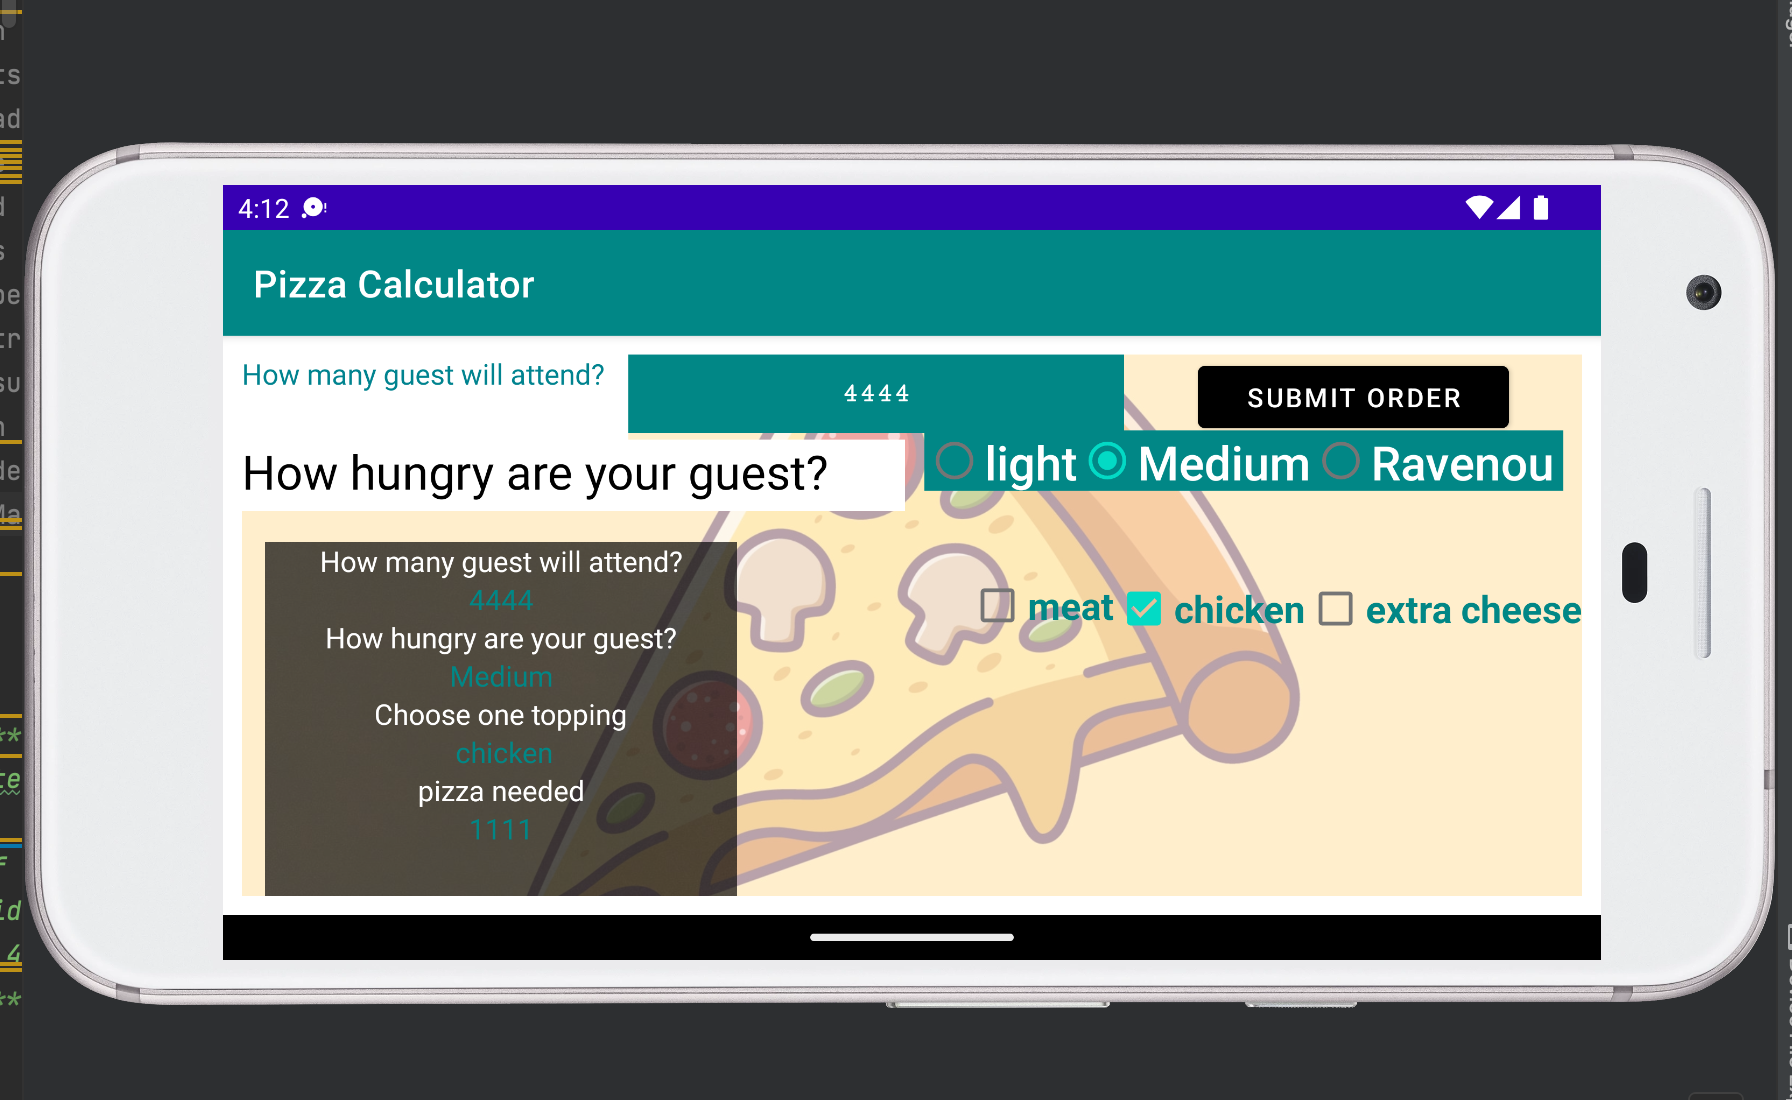 4:12
Pizza Calculator
How many guest will attend?
4444
SUBMIT ORDER
How hungry are your guest?
light Medium Ravenou
How many guest will attend?
4444
How hungry are your guest?
Medium
Choose one topping
chicken
pizza needed
1111
meat chicken extra cheese